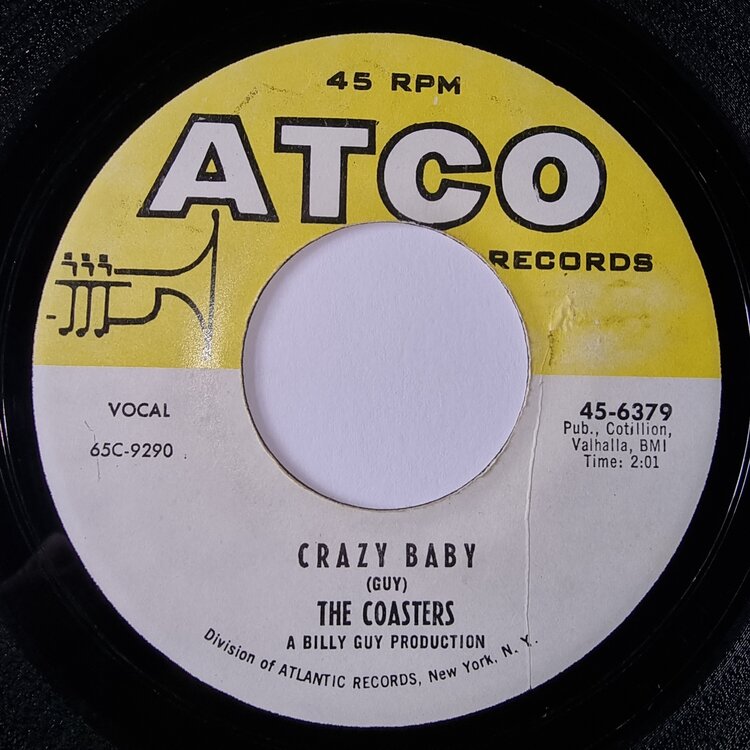 45 RPM
ATCO
RECORDS
VOCAL
65C-9290
45-6379
Pub., Cotillion,
Valhalla, BMI
Time: 2:01
CRAZY BABY
(GUY)
THE COASTERS
A BILLY GUY PRODUCTION
Division of ATLANTIC RECORDS, New York, N. Y.